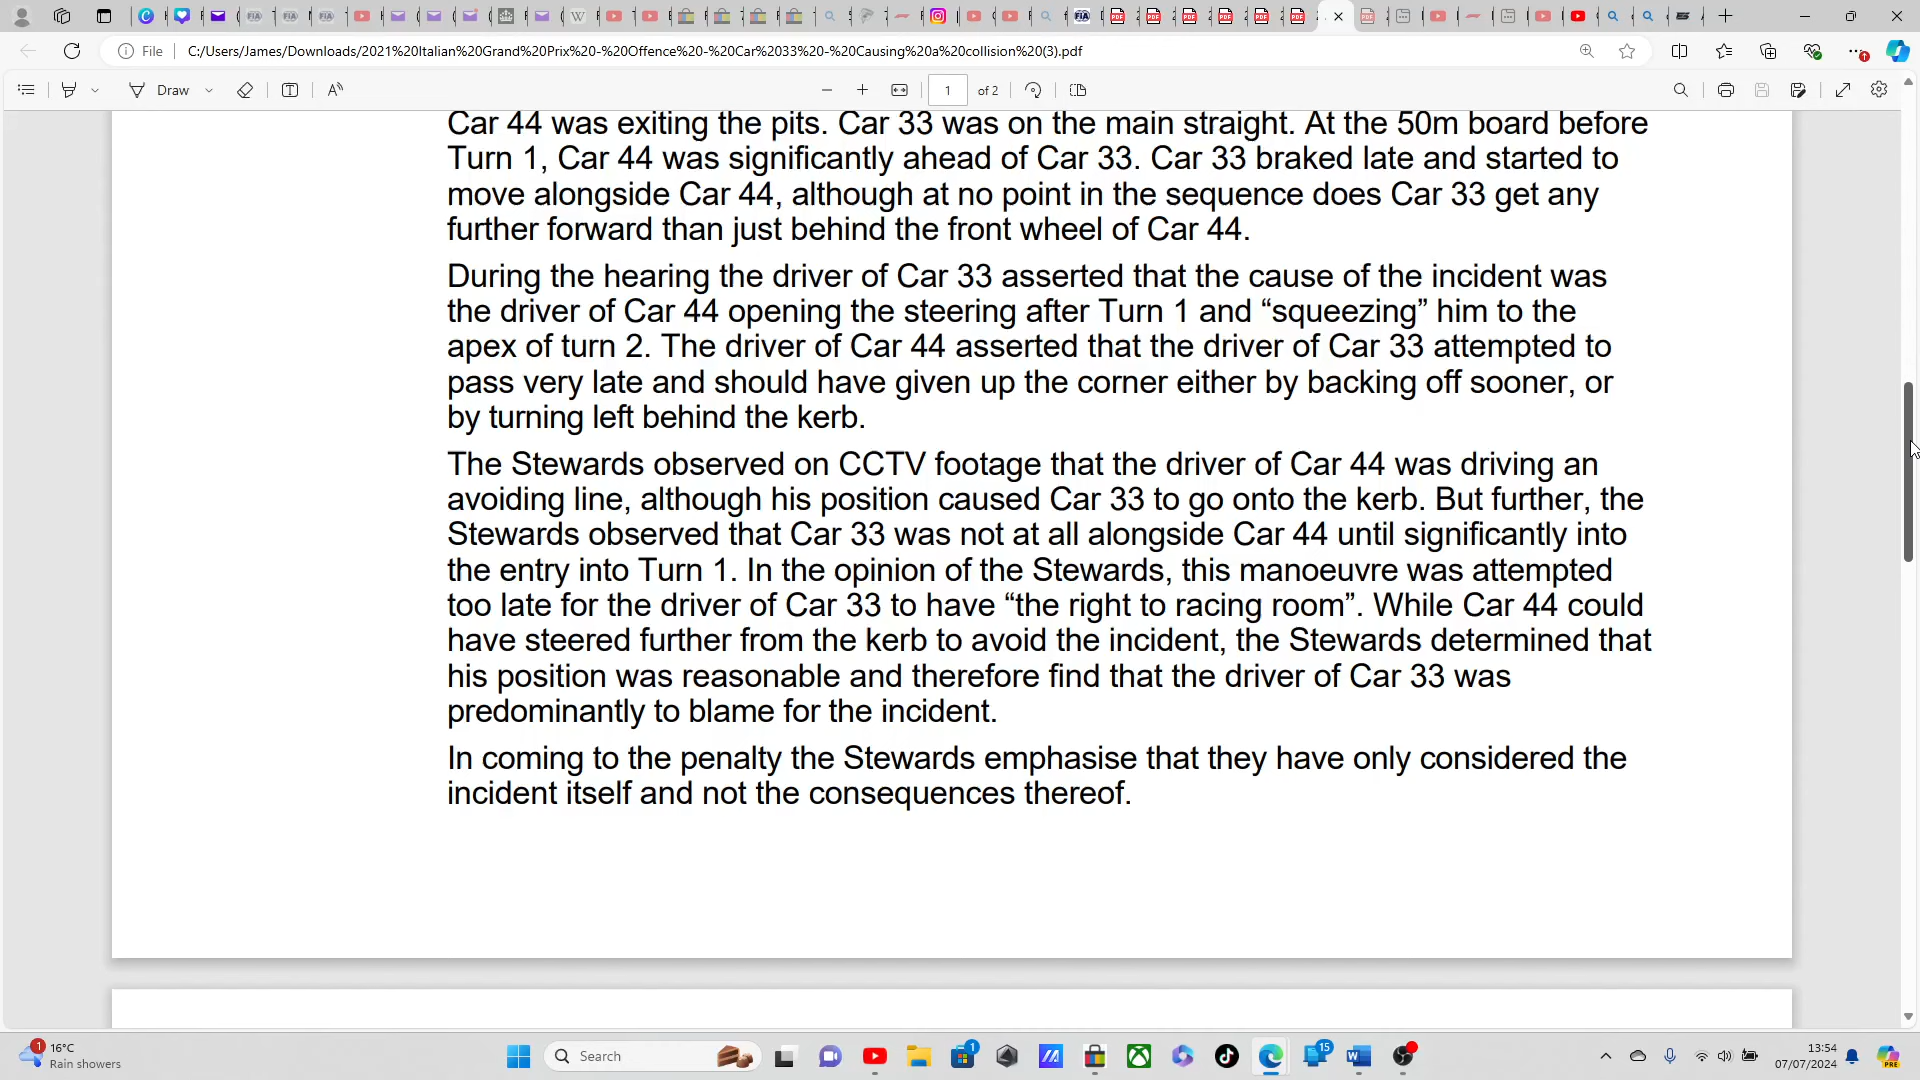 File
C:/Users/James/Downloads/2021%20Italian%20Grand%20Prix%20-%20Offence%20-%20Car%2033%20-%20Causing%20a%20collision%20(3).pdf
Draw
1
of 2
Car 44 was exiting the pits. Car 33 was on the main straight. At the 50m board before
Turn 1, Car 44 was significantly ahead of Car 33. Car 33 braked late and started to
move alongside Car 44, although at no point in the sequence does Car 33 get any
further forward than just behind the front wheel of Car 44.
During the hearing the driver of Car 33 asserted that the cause of the incident was
the driver of Car 44 opening the steering after Turn 1 and “squeezing” him to the
apex of turn 2. The driver of Car 44 asserted that the driver of Car 33 attempted to
pass very late and should have given up the corner either by backing off sooner, or
by turning left behind the kerb.
The Stewards observed on CCTV footage that the driver of Car 44 was driving an
avoiding line, although his position caused Car 33 to go onto the kerb. But further, the
Stewards observed that Car 33 was not at all alongside Car 44 until significantly into
the entry into Turn 1. In the opinion of the Stewards, this manoeuvre was attempted
too late for the driver of Car 33 to have “the right to racing room”. While Car 44 could
have steered further from the kerb to avoid the incident, the Stewards determined that
his position was reasonable and therefore find that the driver of Car 33 was
predominantly to blame for the incident.
In coming to the penalty the Stewards emphasise that they have only considered the
incident itself and not the consequences thereof.
1
16°C
Rain showers
Search
1
15
13:54
07/07/2024